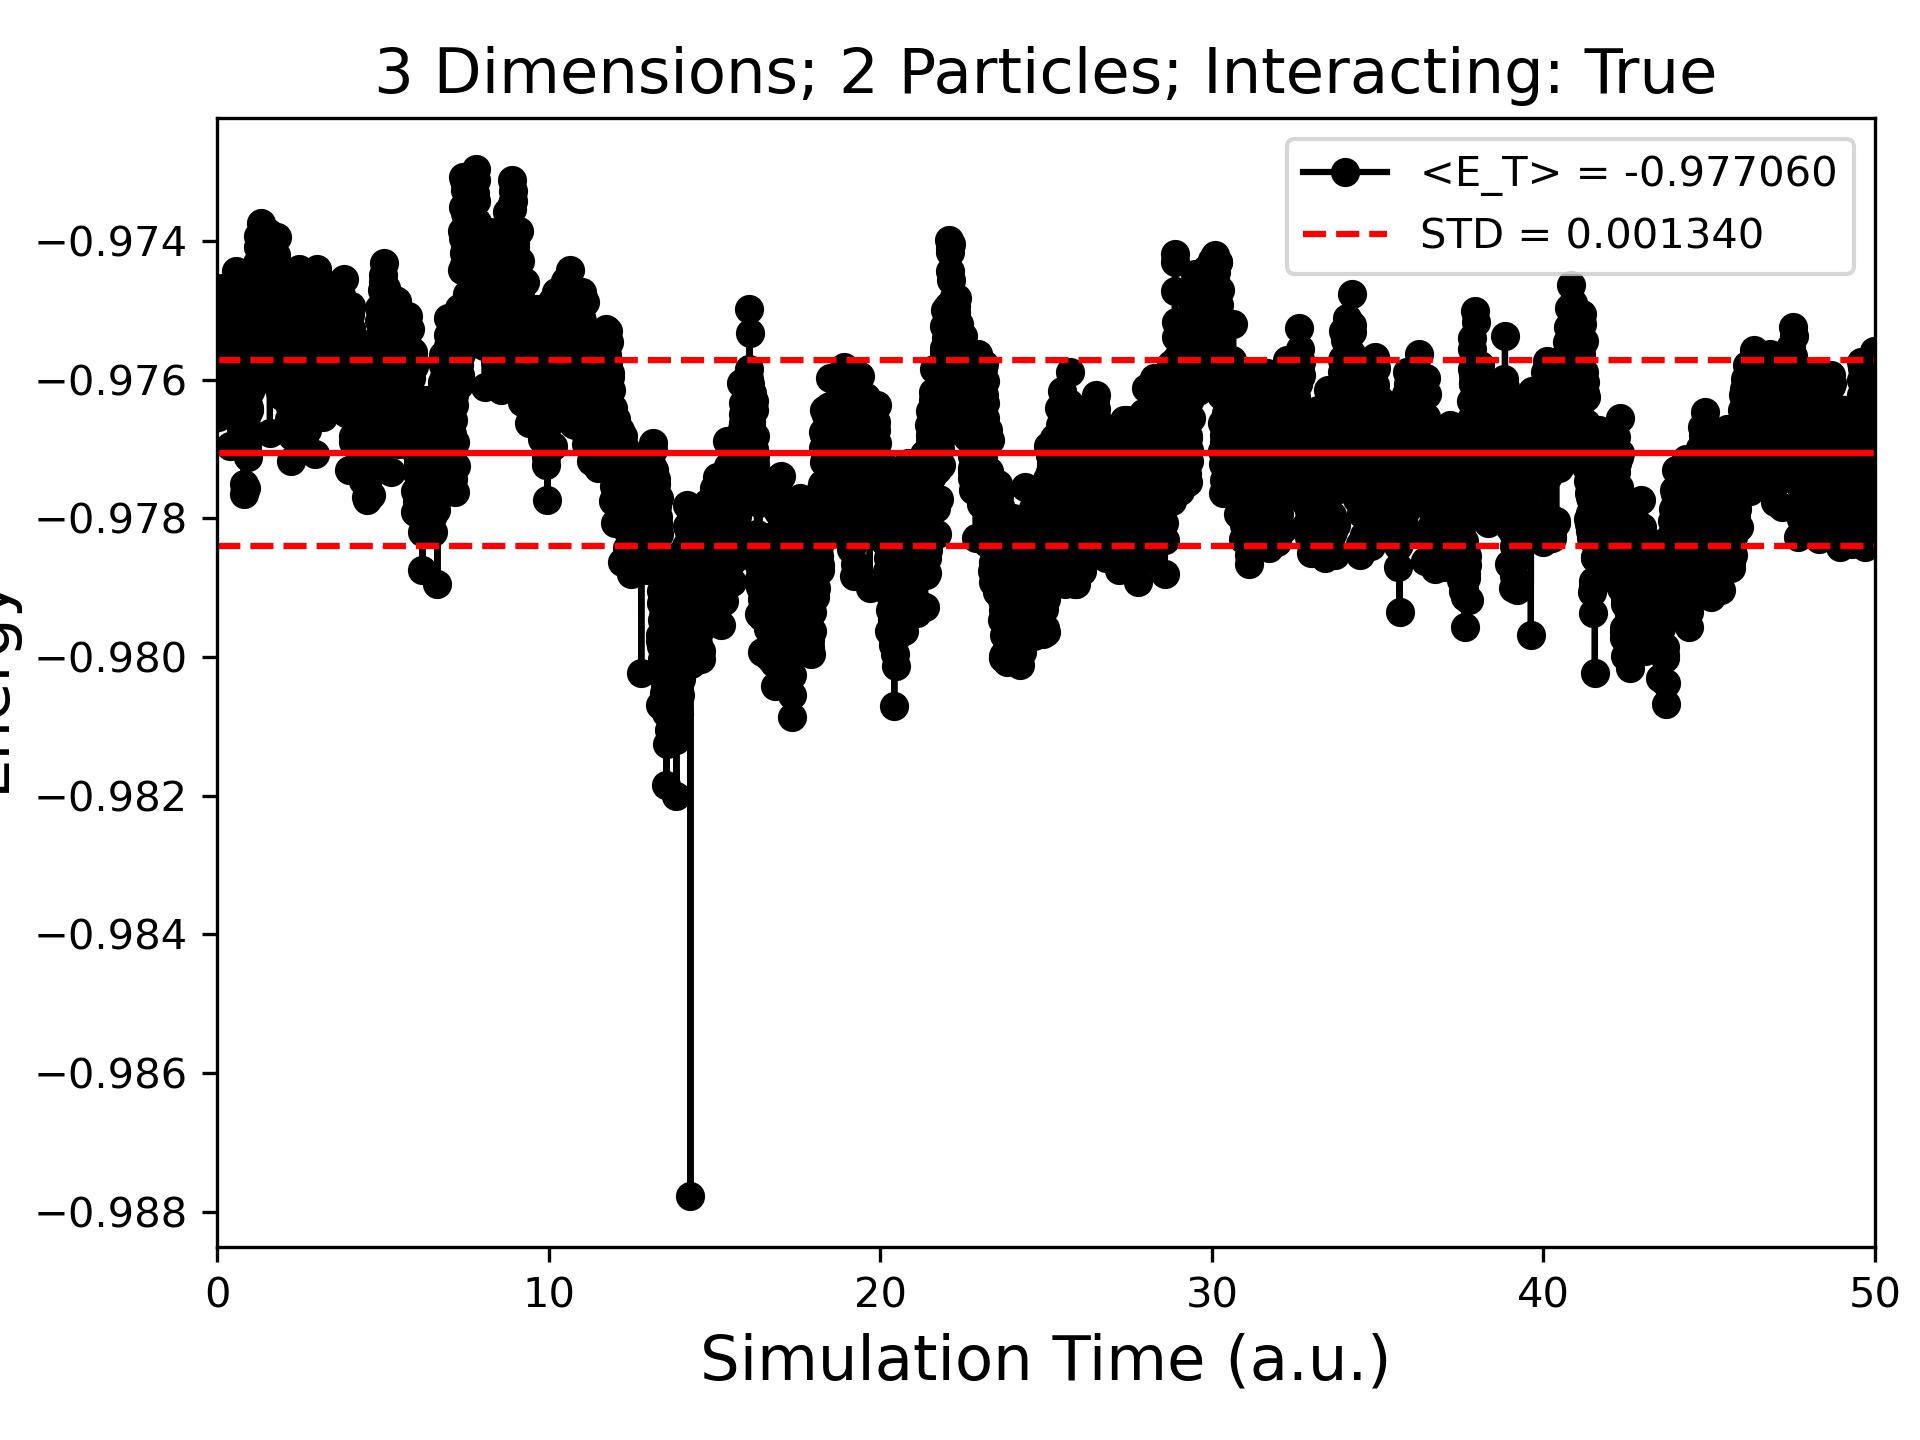 3 Dimensions; 2 Particles; Interacting: True
<E_T> = -0.977060
STD = 0.001340
−0.974
−0.976
−0.978
−0.980
−0.982
−0.984
−0.986
−0.988
Energy
0 10 20 30 40 50
Simulation Time (a.u.)